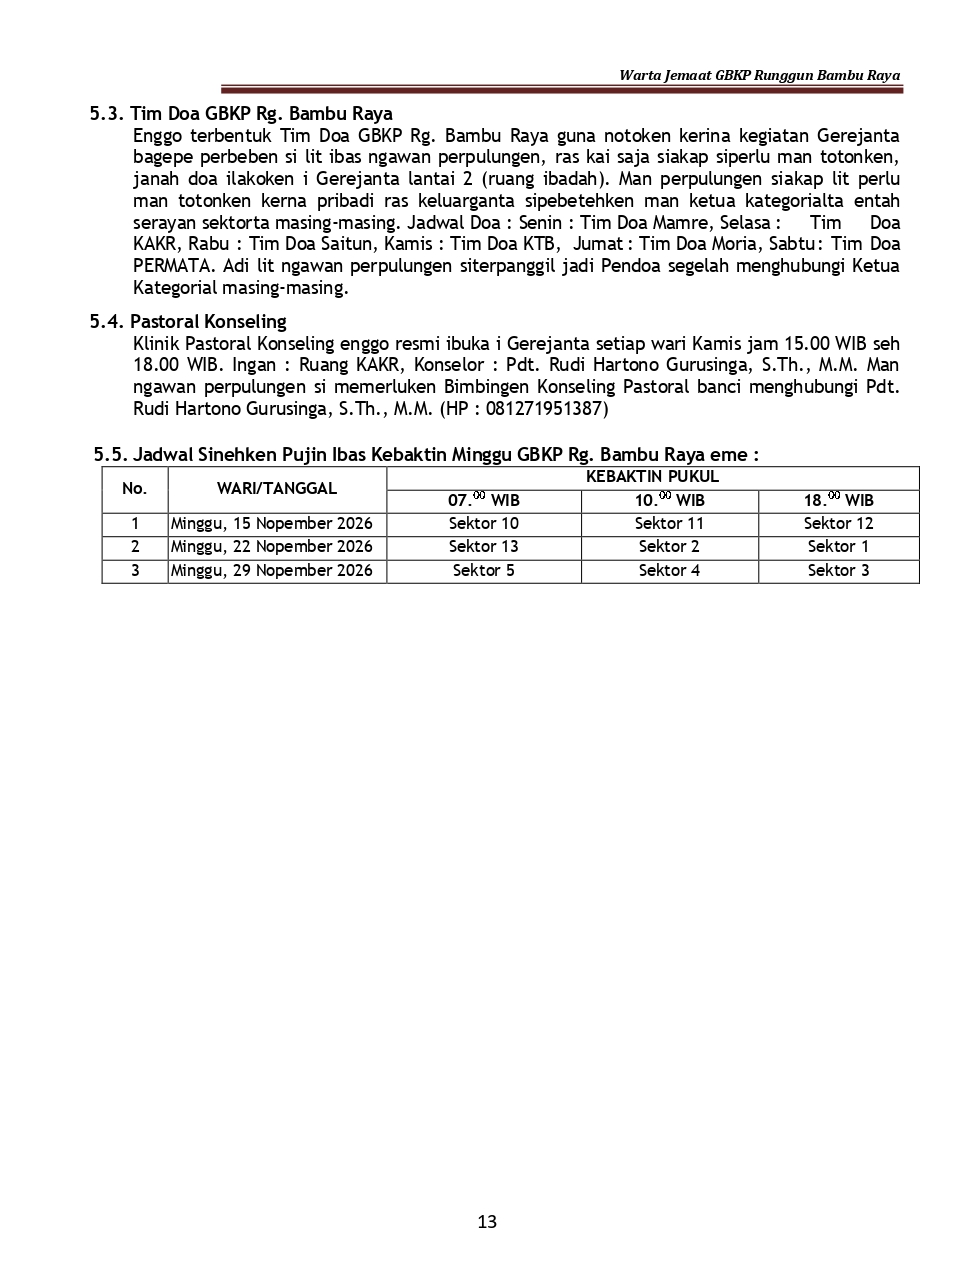 Warta Jemaat GBKP Runggun Bambu Raya
5.3. Tim Doa GBKP Rg. Bambu Raya
Enggo terbentuk Tim Doa GBKP Rg. Bambu Raya guna notoken kerina kegiatan Gerejanta
bagepe perbeben si lit ibas ngawan perpulungen, ras kai saja siakap siperlu man totonken,
janah doa ilakoken i Gerejanta lantai 2 (ruang ibadah). Man perpulungen siakap lit perlu
man totonken kerna pribadi ras keluarganta sipebetehken man ketua kategorialta entah
serayan sektorta masing-masing. Jadwal Doa : Senin : Tim Doa Mamre, Selasa : Tim Doa
KAKR, Rabu : Tim Doa Saitun, Kamis : Tim Doa KTB, Jumat : Tim Doa Moria, Sabtu : Tim Doa
PERMATA. Adi lit ngawan perpulungen siterpanggil jadi Pendoa segelah menghubungi Ketua
Kategorial masing-masing.
5.4. Pastoral Konseling
Klinik Pastoral Konseling enggo resmi ibuka i Gerejanta setiap wari Kamis jam 15.00 WIB seh
18.00 WIB. Ingan : Ruang KAKR, Konselor : Pdt. Rudi Hartono Gurusinga, S.Th., M.M. Man
ngawan perpulungen si memerluken Bimbingen Konseling Pastoral banci menghubungi Pdt.
Rudi Hartono Gurusinga, S.Th., M.M. (HP : 081271951387)
5.5. Jadwal Sinehken Pujin Ibas Kebaktin Minggu GBKP Rg. Bambu Raya eme :
No. WARI/TANGGAL KEBAKTIN PUKUL
07.00 WIB 10.00 WIB 18.00 WIB
1 Minggu, 15 Nopember 2026 Sektor 10 Sektor 11 Sektor 12
2 Minggu, 22 Nopember 2026 Sektor 13 Sektor 2 Sektor 1
3 Minggu, 29 Nopember 2026 Sektor 5 Sektor 4 Sektor 3
13